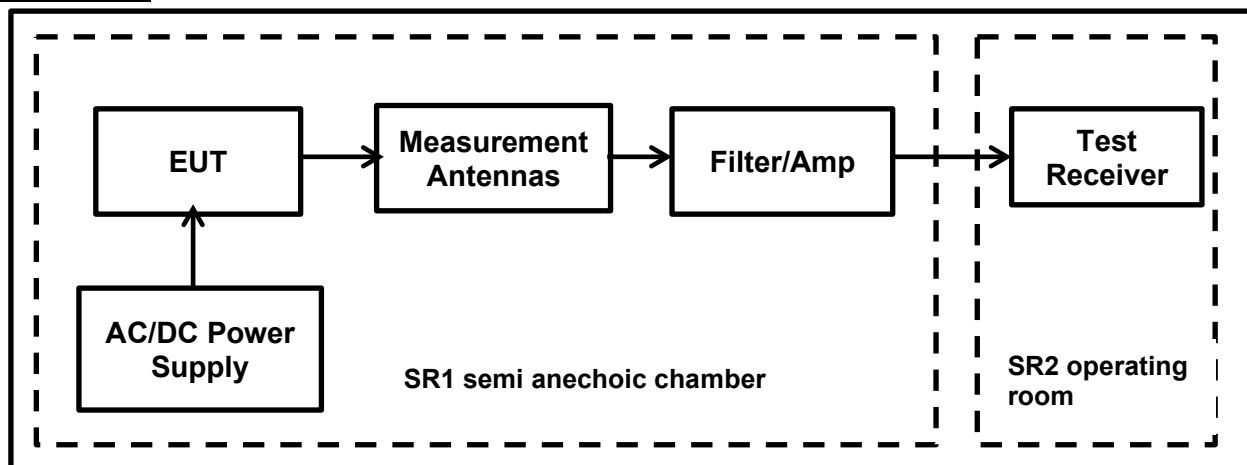 EUT
Measurement
Antennas
Filter/Amp
Test
Receiver
AC/DC Power
Supply
SR1 semi anechoic chamber
SR2 operating
room